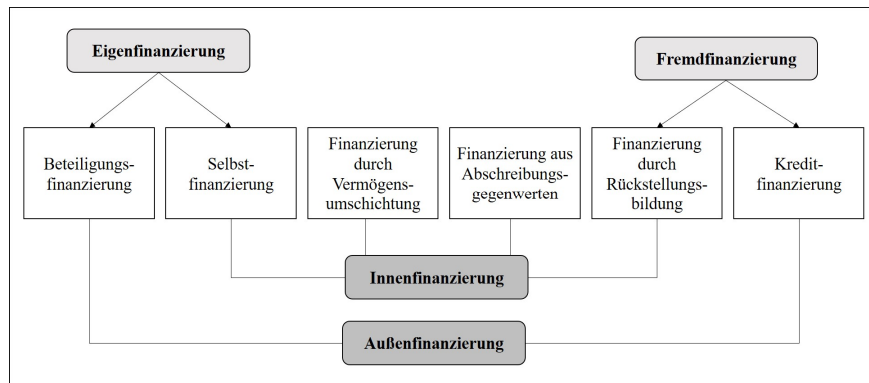 Eigenfinanzierung
Fremdfinanzierung
Beteiligungs-
finanzierung
Selbst-
finanzierung
Finanzierung
durch
Vermögens-
umschichtung
Finanzierung aus
Abschreibungs-
gegenwerten
Finanzierung
durch
Rückstellungs-
bildung
Kredit-
finanzierung
Innenfinanzierung
Außenfinanzierung